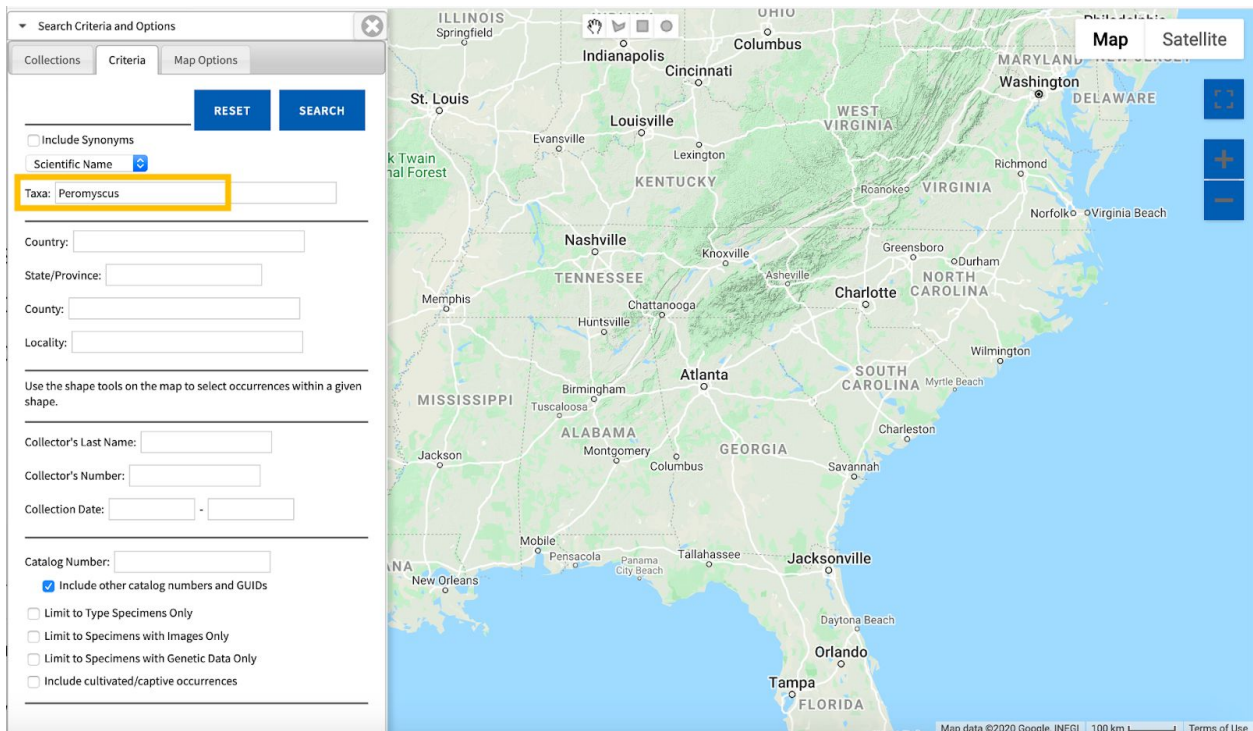 Search Criteria and Options
Collections Criteria Map Options
RESET SEARCH
Include Synonyms
Scientific Name
Taxa: Peromyscus
Country:
State/Province:
County:
Locality:
Use the shape tools on the map to select occurrences within a given
shape.
Collector's Last Name:
Collector's Number:
Collection Date: -
Catalog Number:
Include other catalog numbers and GUIDs
Limit to Type Specimens Only
Limit to Specimens with Images Only
Limit to Specimens with Genetic Data Only
Include cultivated/captive occurrences
Map Satellite
ILLINOIS
Springfield
OHIO
Philadelphia
Indianapolis
Columbus
MARYLAND
NEW JERSEY
Cincinnati
Washington
DELAWARE
St. Louis
WEST
VIRGINIA
Louisville
Evansville
Lexington
k Twain
nal Forest
Richmond
KENTUCKY
Roanoke
VIRGINIA
Norfolk
Virginia Beach
Nashville
Greensboro
Knoxville
Durham
TENNESSEE
Asheville
NORTH
CAROLINA
Charlotte
Memphis
Chattanooga
Huntsville
Wilmington
Atlanta
SOUTH
CAROLINA
Myrtle Beach
Birmingham
MISSISSIPPI
Tuscaloosa
Charleston
ALABAMA
Jackson
Montgomery
GEORGIA
Columbus
Savannah
Mobile
Pensacola
Panama
City Beach
Tallahassee
Jacksonville
ANA
New Orleans
Daytona Beach
Orlando
Tampa
FLORIDA
Map data ©2020 Google, INEGI 100 km Terms of Use